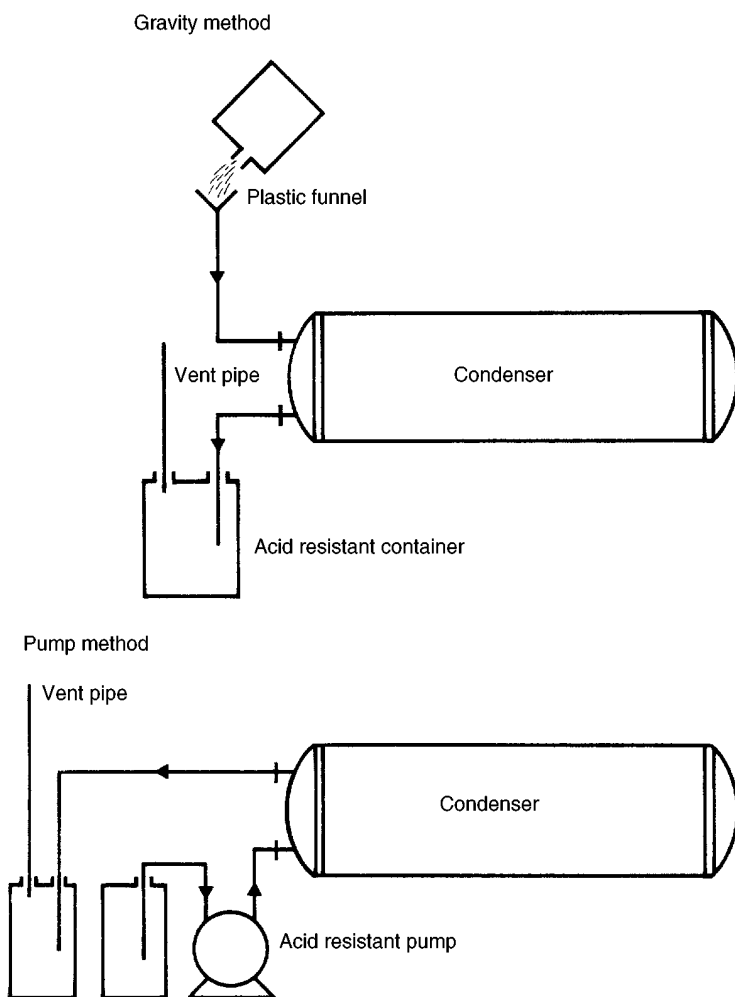 Gravity method
Plastic funnel
Vent pipe
Condenser
Acid resistant container
Pump method
Vent pipe
Condenser
Acid resistant pump